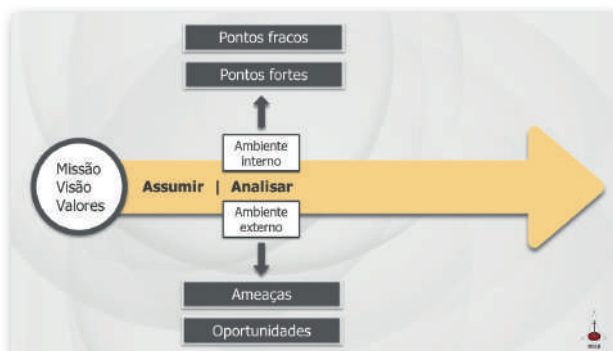 Pontos fracos
Pontos fortes
Ambiente
interno
Missão
Visão
Valores
Assumir | Analisar
Ambiente
externo
Ameaças
Oportunidades